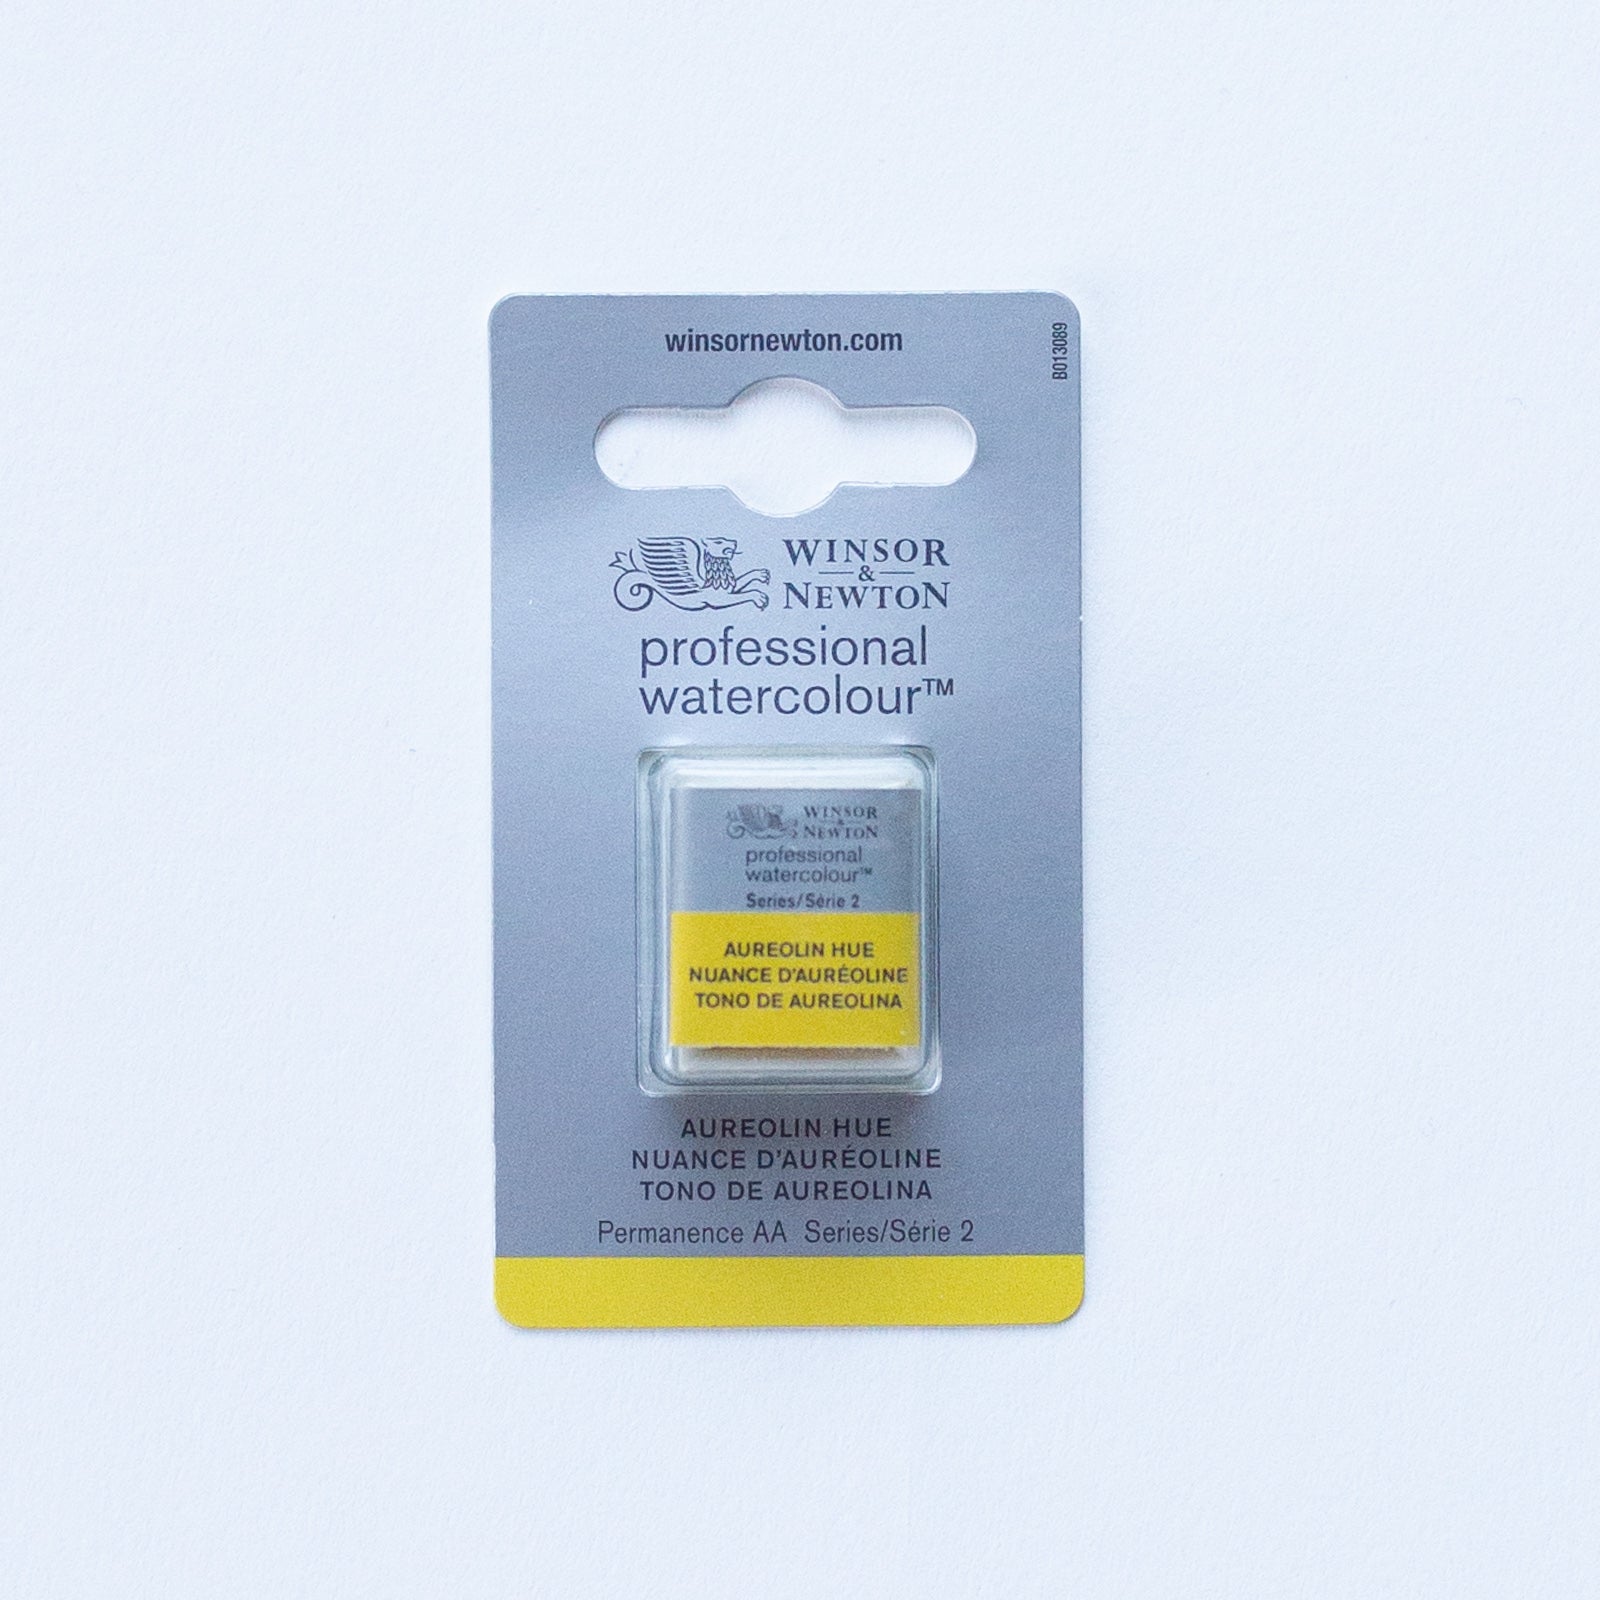 winsornewton.com
B013089
WINSOR
&
NEWTON
professional
watercolour™
WINSOR
&
NEWTON
professional
watercolour™
Series/Série 2
AUREOLIN HUE
NUANCE D'AURÉOLINE
TONO DE AUREOLINA
AUREOLIN HUE
NUANCE D'AURÉOLINE
TONO DE AUREOLINA
Permanence AA Series/Série 2